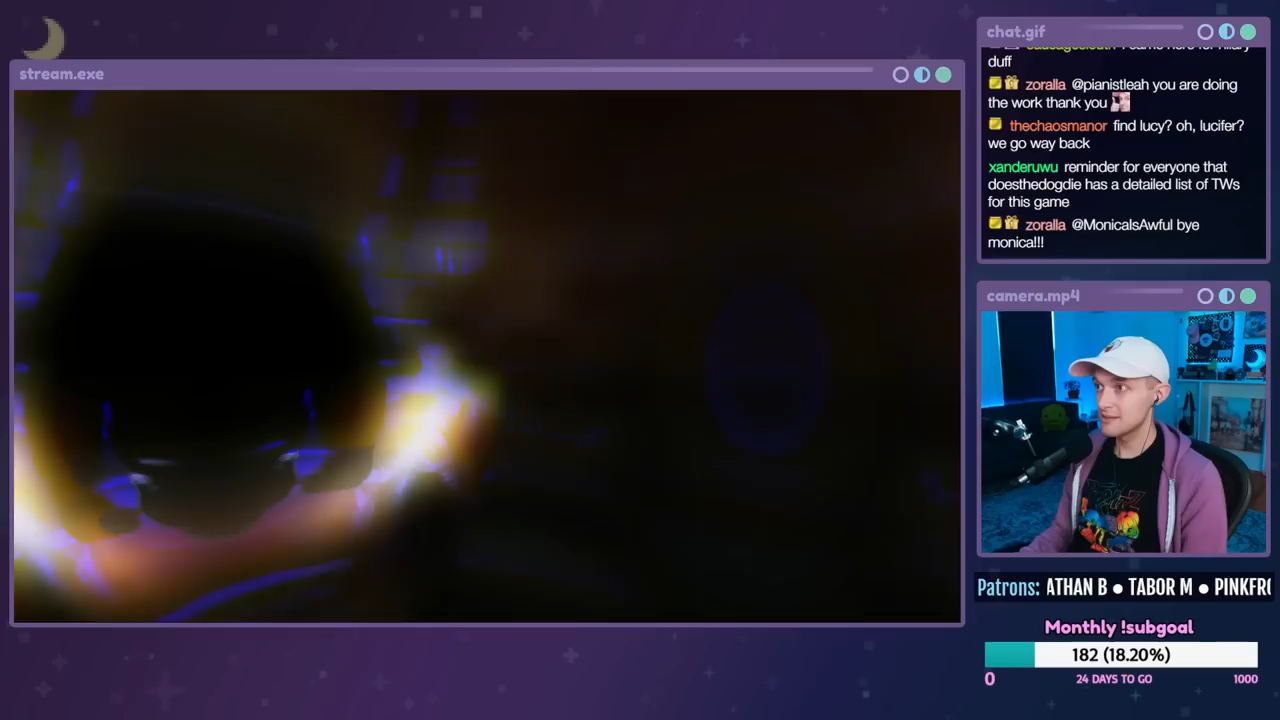 stream.exe
chat.gif
duff
zoralla @pianistleah you are doing
the work thank you
thechaosmanor find lucy? oh, lucifer?
we go way back
xanderuwu reminder for everyone that
doesthedogdie has a detailed list of TWs
for this game
zoralla @MonicaIsAwful bye
monica!!!
camera.mp4
Patrons: ATHAN B ● TABOR M ● PINKFR
Monthly !subgoal
182 (18.20%)
0 24 DAYS TO GO 1000